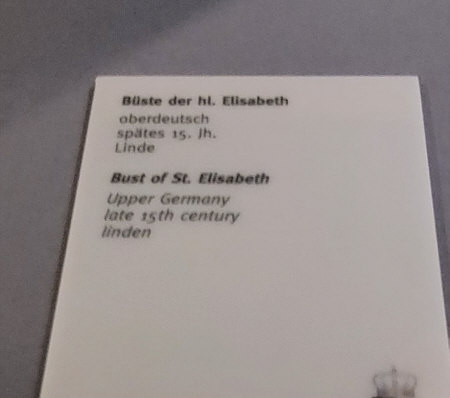 Büste der hl. Elisabeth
oberdeutsch
spätes 15. Jh.
Linde
Bust of St. Elisabeth
Upper Germany
late 15th century
linden